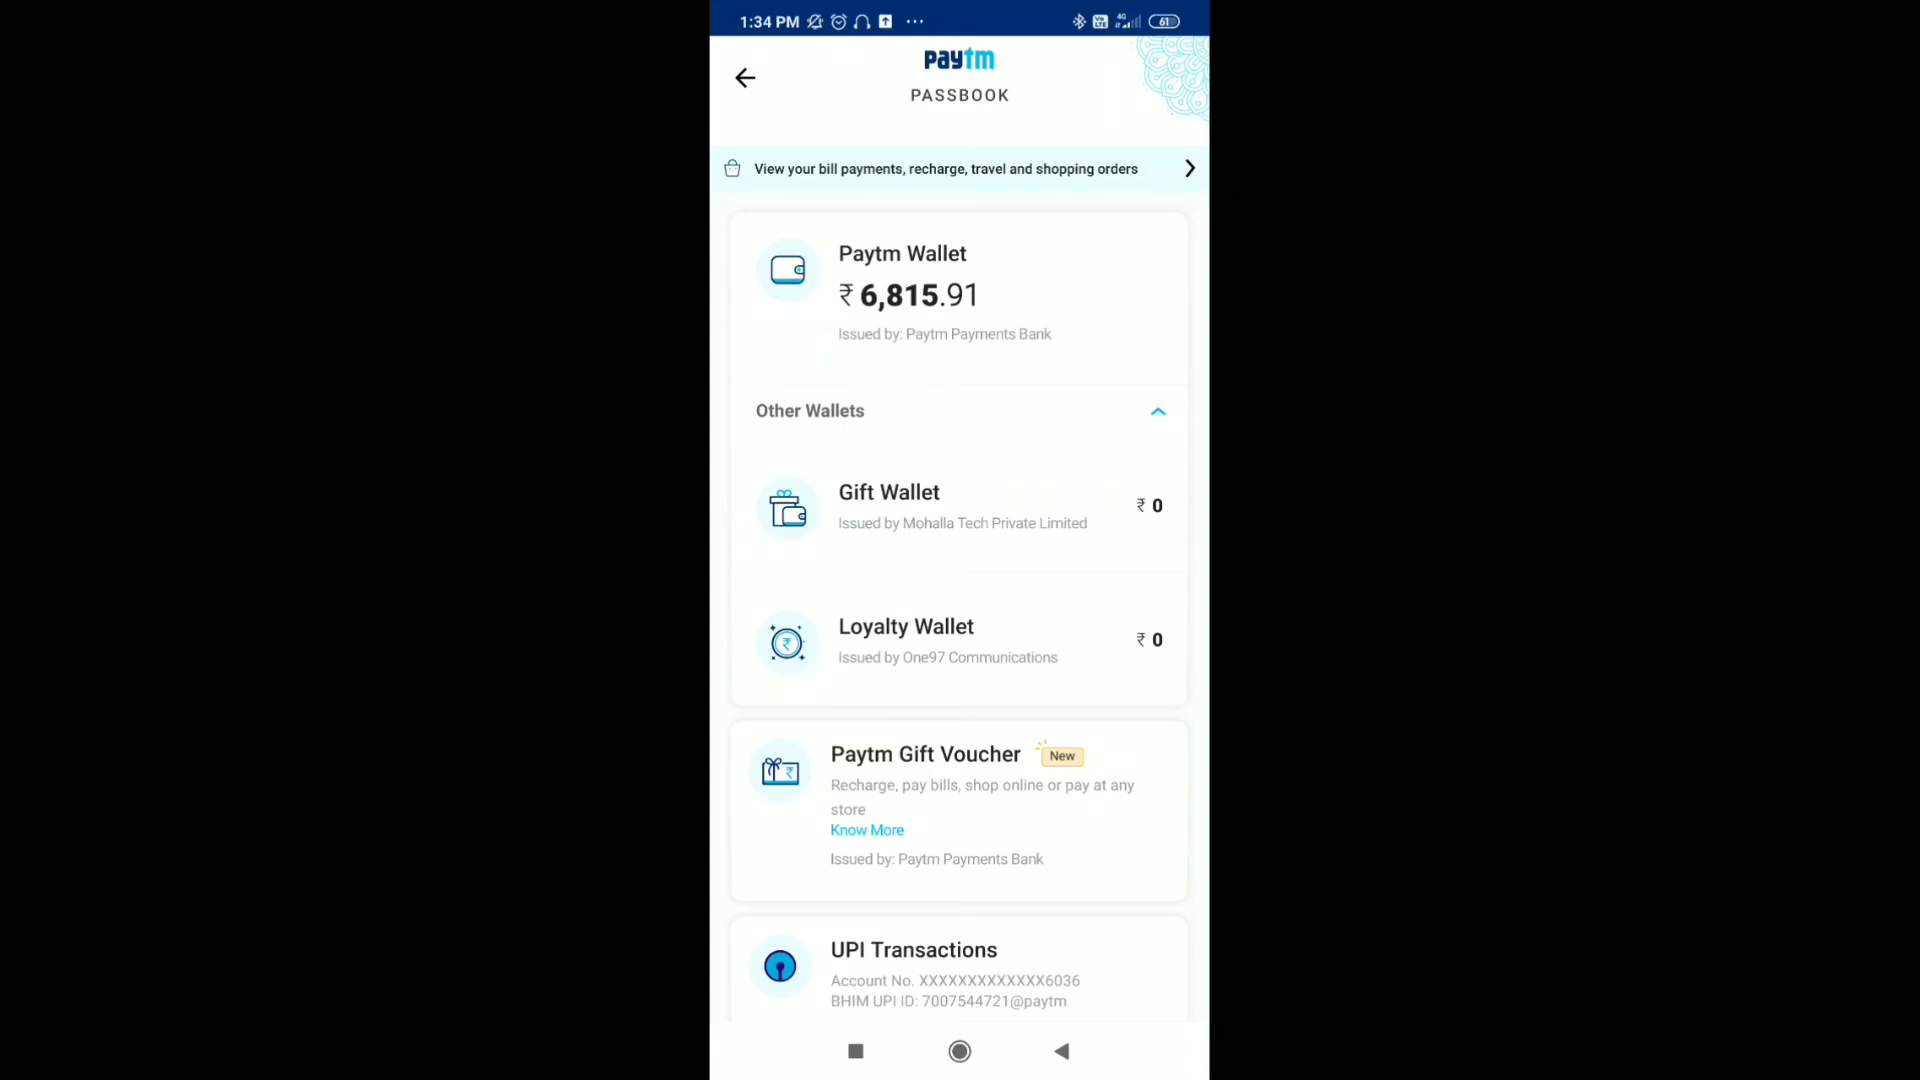 1:34 PM
61
paytm
PASSBOOK
View your bill payments, recharge, travel and shopping orders
Paytm Wallet
₹ 6,815.91
Issued by: Paytm Payments Bank
Other Wallets
Gift Wallet
₹ 0
Issued by Mohalla Tech Private Limited
Loyalty Wallet
₹ 0
Issued by One97 Communications
Paytm Gift Voucher New
Recharge, pay bills, shop online or pay at any
store
Know More
Issued by: Paytm Payments Bank
UPI Transactions
Account No. XXXXXXXXXXXXX6036
BHIM UPI ID: 7007544721@paytm